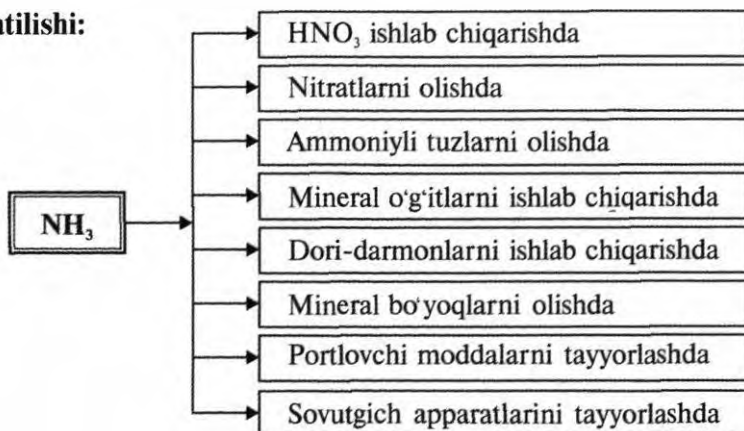 atilishi:
HNO₃ ishlab chiqarishda
Nitratlarni olishda
Ammoniyli tuzlarni olishda
Mineral o‘g‘itlarni ishlab chiqarishda
NH₃
Dori-darmonlarni ishlab chiqarishda
Mineral bo‘yoqlarni olishda
Portlovchi moddalarni tayyorlashda
Sovutgich apparatlarini tayyorlashda